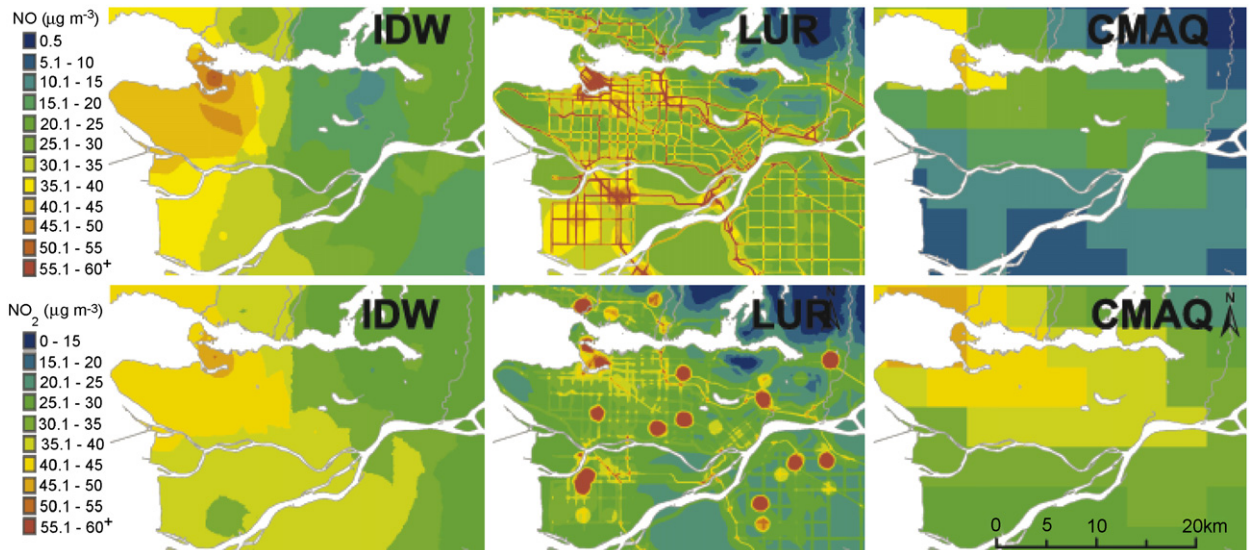 NO (µg m⁻³)
0.5
5.1 - 10
10.1 - 15
15.1 - 20
20.1 - 25
25.1 - 30
30.1 - 35
35.1 - 40
40.1 - 45
45.1 - 50
50.1 - 55
55.1 - 60⁺
IDW
LUR
CMAQ
NO₂ (µg m⁻³)
0 - 15
15.1 - 20
20.1 - 25
25.1 - 30
30.1 - 35
35.1 - 40
40.1 - 45
45.1 - 50
50.1 - 55
55.1 - 60⁺
IDW
LUR
CMAQ
N
0 5 10 20km